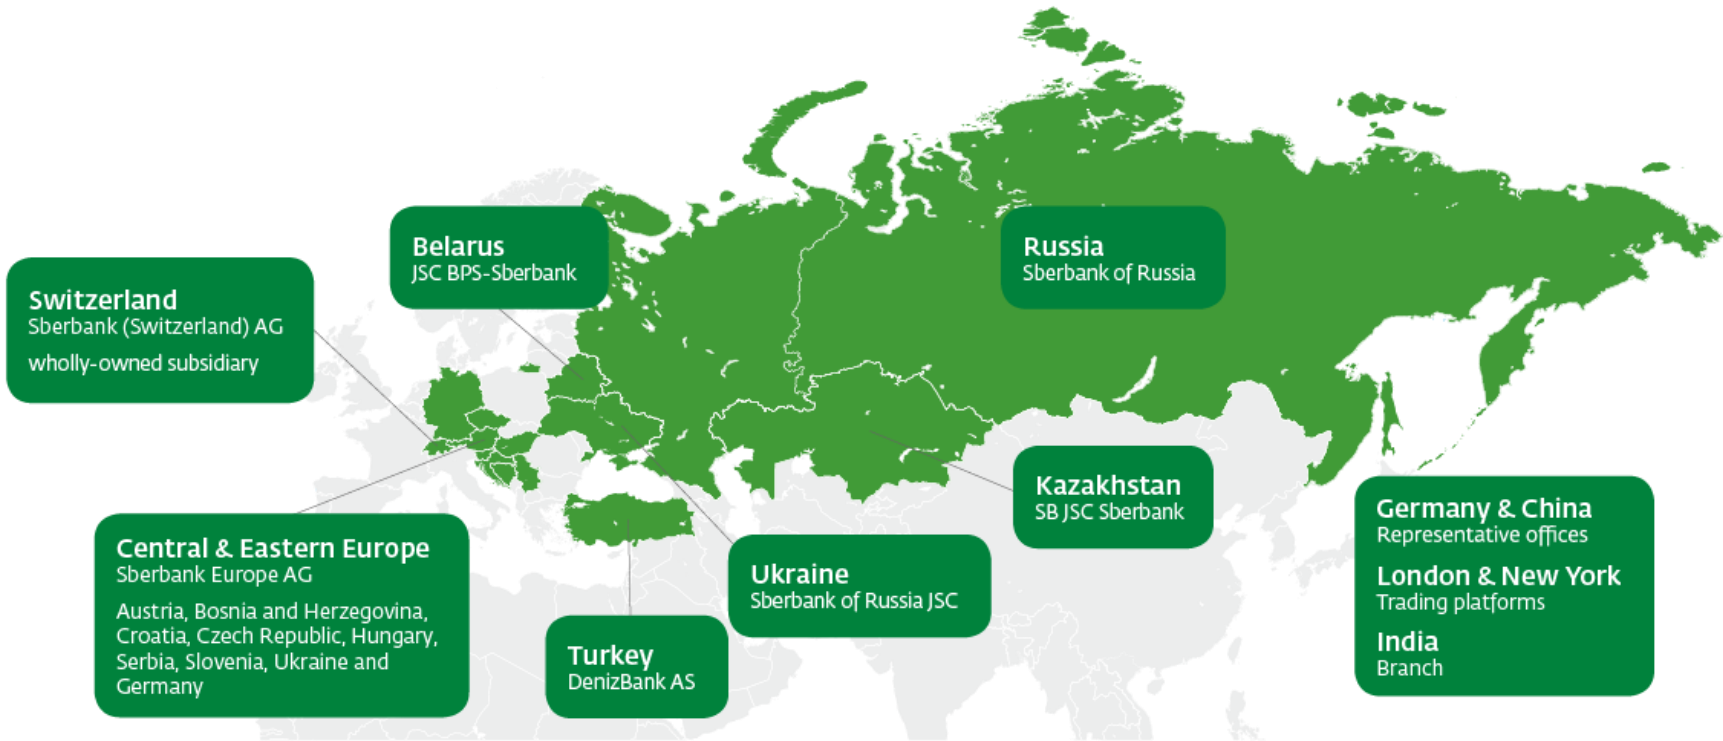 Belarus
JSC BPS-Sberbank
Russia
Sberbank of Russia
Switzerland
Sberbank (Switzerland) AG
wholly-owned subsidiary
Kazakhstan
SB JSC Sberbank
Germany & China
Representative offices
London & New York
Trading platforms
India
Branch
Central & Eastern Europe
Sberbank Europe AG
Austria, Bosnia and Herzegovina,
Croatia, Czech Republic, Hungary,
Serbia, Slovenia, Ukraine and
Germany
Ukraine
Sberbank of Russia JSC
Turkey
DenizBank AS